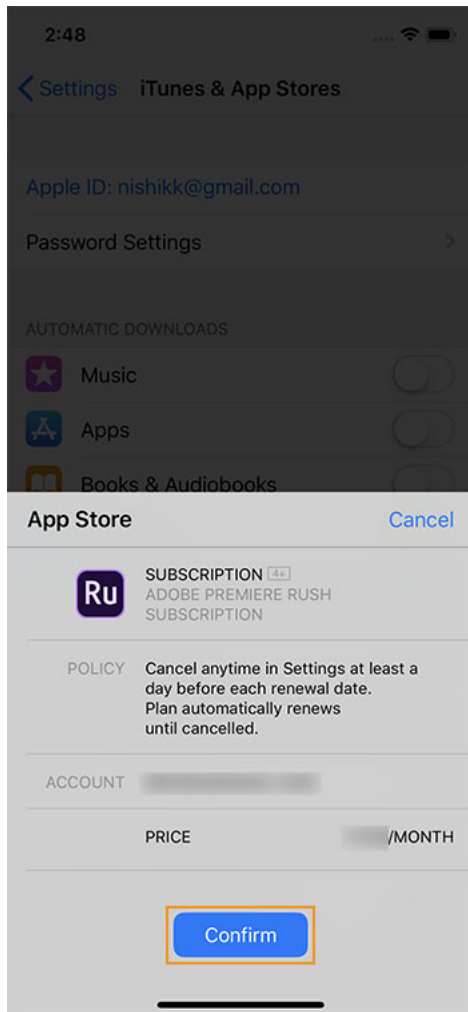 2:48
Settings iTunes & App Stores
Apple ID: nishikk@gmail.com
Password Settings
AUTOMATIC DOWNLOADS
Music
Apps
Books & Audiobooks
App Store Cancel
Ru
SUBSCRIPTION 4+
ADOBE PREMIERE RUSH
SUBSCRIPTION
POLICY Cancel anytime in Settings at least a
day before each renewal date.
Plan automatically renews
until cancelled.
ACCOUNT
PRICE /MONTH
Confirm